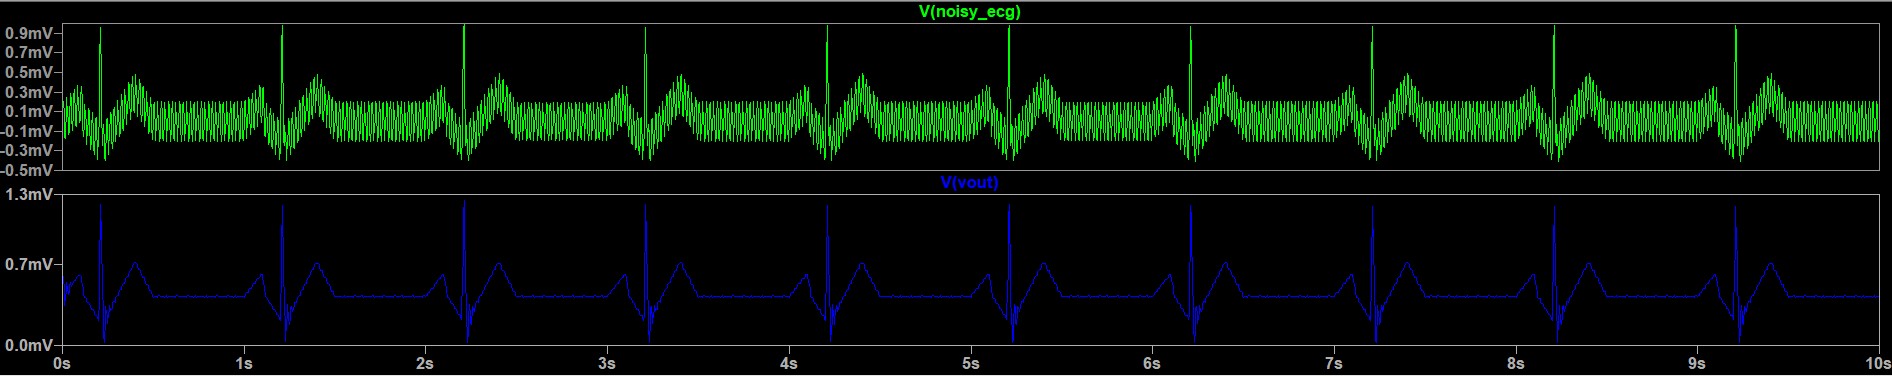 V(noisy_ecg)
0.9mV
0.7mV
0.5mV
0.3mV
0.1mV
-0.1mV
-0.3mV
-0.5mV
V(vout)
1.3mV
0.7mV
0.0mV
0s 1s 2s 3s 4s 5s 6s 7s 8s 9s 10s